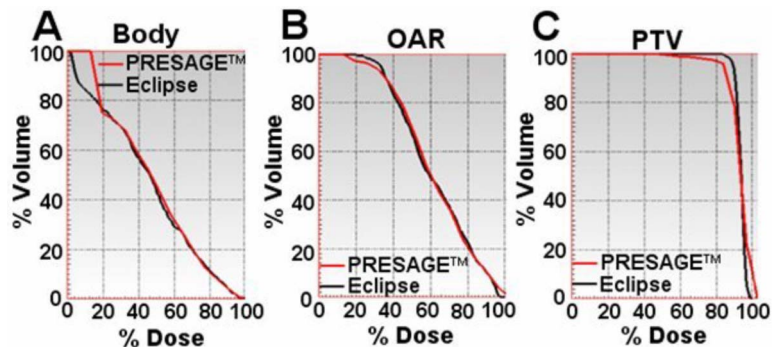 A Body
100
80
60
40
20
0
% Volume
PRESAGE™
Eclipse
20 40 60 80 100
% Dose
B OAR
100
80
60
40
20
0
% Volume
PRESAGE™
Eclipse
0 20 40 60 80 100
% Dose
C PTV
100
80
60
40
20
0
% Volume
PRESAGE™
Eclipse
0 20 40 60 80 100
% Dose